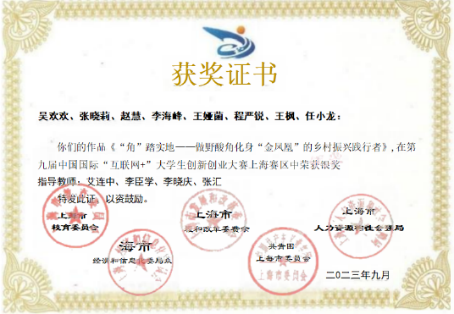 获奖证书
吴欢欢、张晓莉、赵慧、李海峰、王娅菌、程严锐、王枫、任小龙：
你们的作品《“角”踏实地——做野酸角化身“金凤凰”的乡村振兴践行者》，在第
九届中国国际“互联网+”大学生创新创业大赛上海赛区中荣获银奖
指导教师：艾连中、李臣学、李晓庆、张汇
特发此证，以资鼓励。
上海市
教育委员会
海市
经济和信息化委员会
上海市
发和改革委员会
共青团
上海市委员会
上海市
人力资源和社会
二〇二三年九月